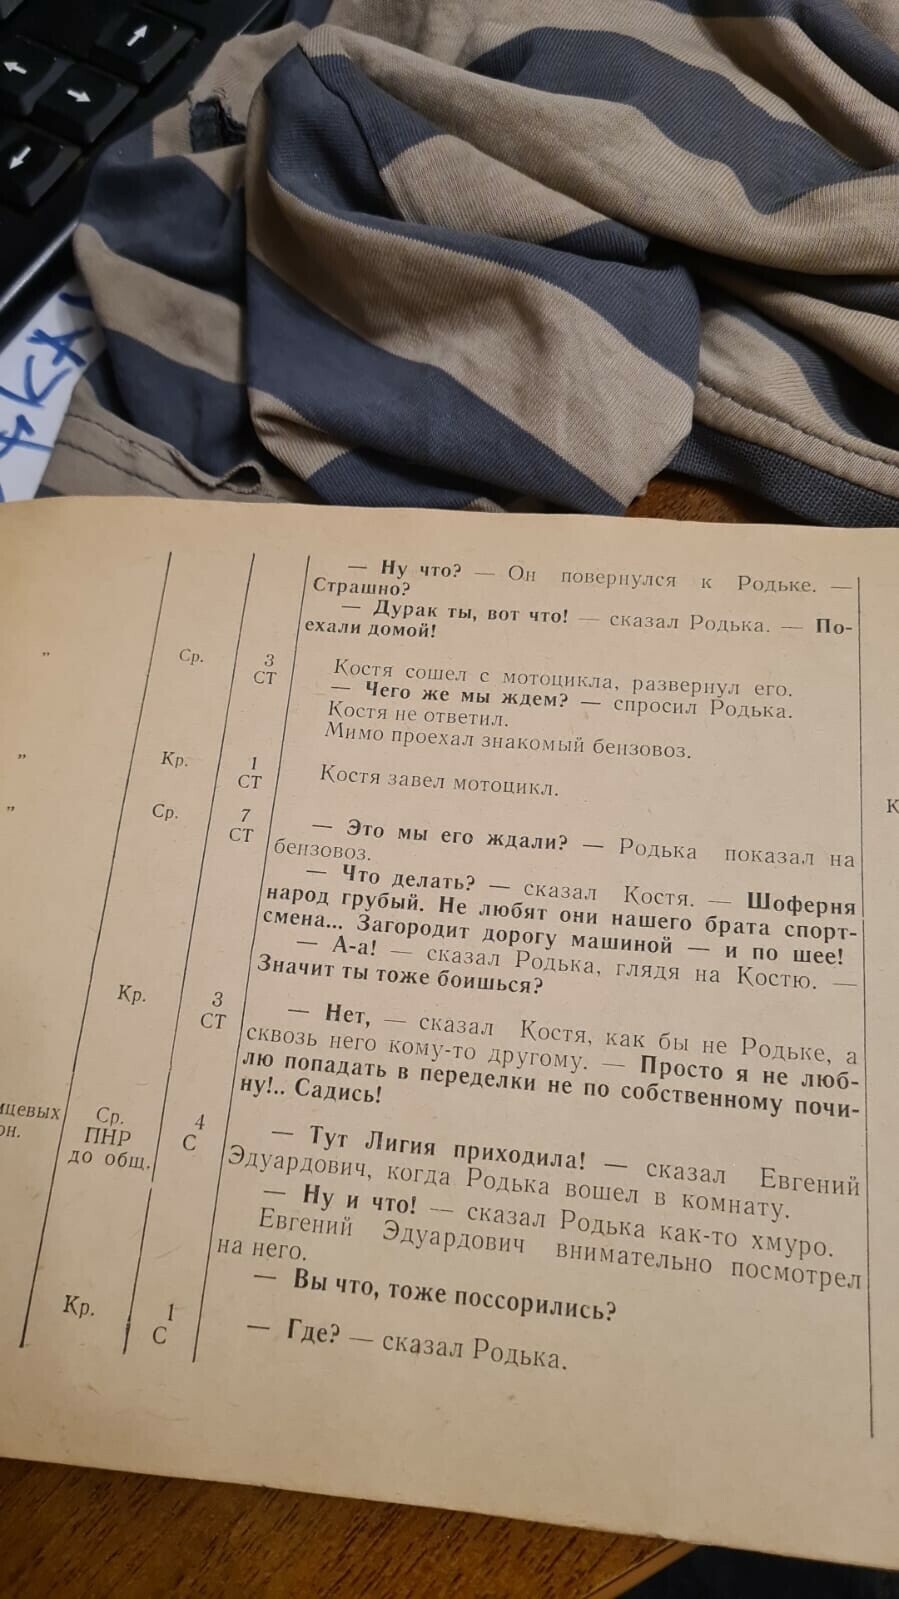 — Ну что? — Он повернулся к Родьке. —
Страшно?
— Дурак ты, вот что! — сказал Родька. — По-
ехали домой!
„ Ср. 3 Костя сошел с мотоцикла, развернул его.
СТ — Чего же мы ждем? — спросил Родька.
Костя не ответил.
Мимо проехал знакомый бензовоз.
„ Кр. 1 Костя завел мотоцикл.
СТ
„ Ср. 7 — Это мы его ждали? — Родька показал на
СТ бензовоз.
— Что делать? — сказал Костя. — Шоферня
народ грубый. Не любят они нашего брата спорт-
смена... Загородит дорогу машиной — и по шее!
— А-а! — сказал Родька, глядя на Костю. —
Значит ты тоже боишься?
Кр. 3 — Нет, — сказал Костя, как бы не Родьке, а
СТ сквозь него кому-то другому. — Просто я не люб-
лю попадать в переделки не по собственному почи-
ну!.. Садись!
Ср. 4 — Тут Лигия приходила! — сказал Евгений
ПНР С Эдуардович, когда Родька вошел в комнату.
до общ. — Ну и что! — сказал Родька как-то хмуро.
Евгений Эдуардович внимательно посмотрел
на него.
— Вы что, тоже поссорились?
Кр. 1 — Где? — сказал Родька.
С